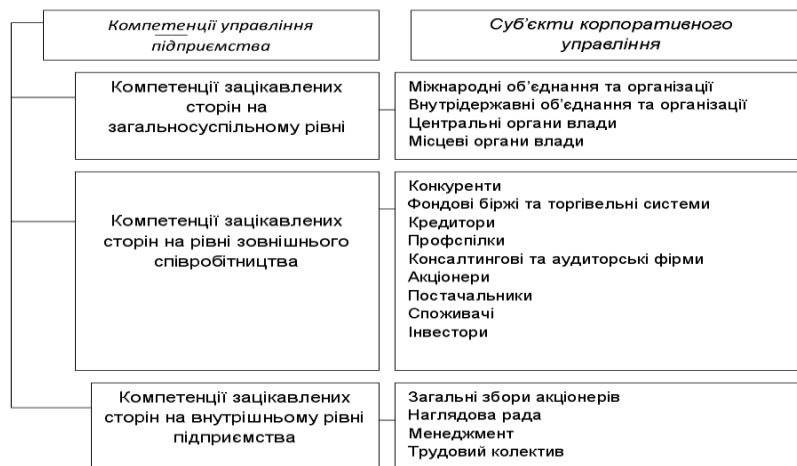 Компетенції управління
підприємства
Суб’єкти корпоративного
управління
Компетенції зацікавлених
сторін на
загальносуспільному рівні
Міжнародні об’єднання та організації
Внутрідержавні об’єднання та організації
Центральні органи влади
Місцеві органи влади
Компетенції зацікавлених
сторін на рівні зовнішнього
співробітництва
Конкуренти
Фондові біржі та торгівельні системи
Кредитори
Профспілки
Консалтингові та аудиторські фірми
Акціонери
Постачальники
Споживачі
Інвестори
Компетенції зацікавлених
сторін на внутрішньому рівні
підприємства
Загальні збори акціонерів
Наглядова рада
Менеджмент
Трудовий колектив